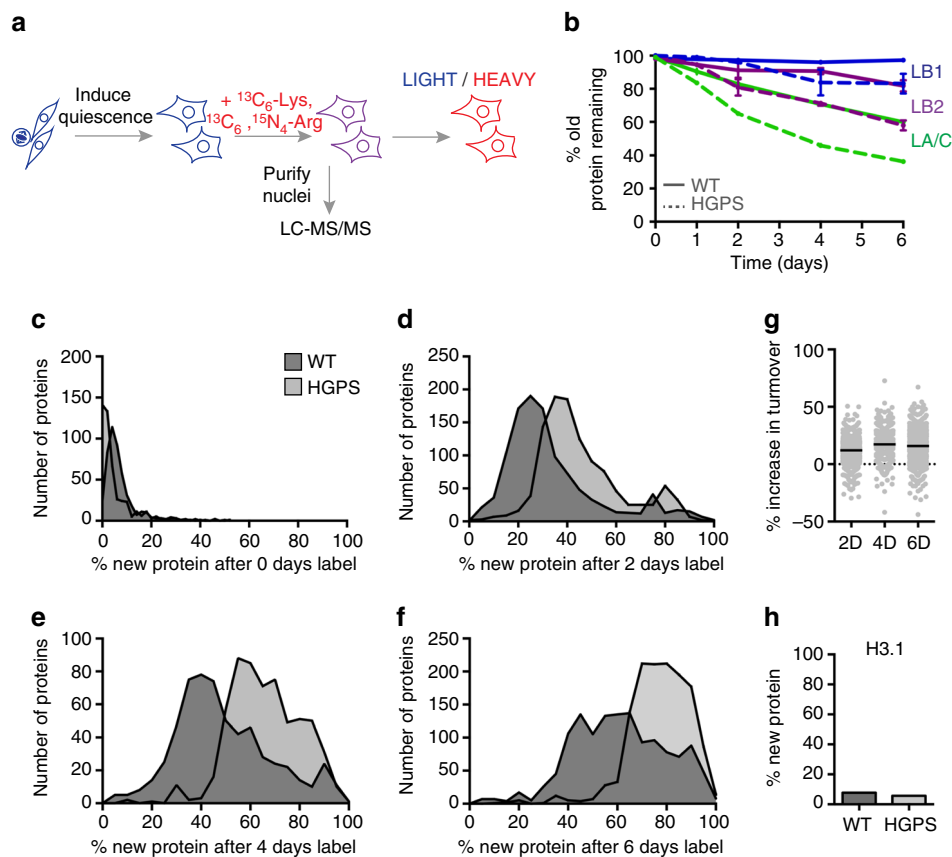 a
Induce
quiescence
+ ¹³C₆-Lys,
¹³C₆ ,¹⁵N₄-Arg
LIGHT / HEAVY
Purify
nuclei
LC-MS/MS
b
% old
protein remaining
100
80
60
40
20
0
0 1 2 3 4 5 6
Time (days)
WT
HGPS
LB1
LB2
LA/C
c
Number of proteins
200
150
100
50
0
0 20 40 60 80 100
% new protein after 0 days label
WT
HGPS
d
Number of proteins
250
200
150
100
50
0
0 20 40 60 80 100
% new protein after 2 days label
g
% increase in turnover
100
50
0
–50
2D 4D 6D
e
Number of proteins
100
80
60
40
20
0
0 20 40 60 80 100
% new protein after 4 days label
f
Number of proteins
250
200
150
100
50
0
0 20 40 60 80 100
% new protein after 6 days label
h
H3.1
% new protein
100
80
60
40
20
0
WT HGPS